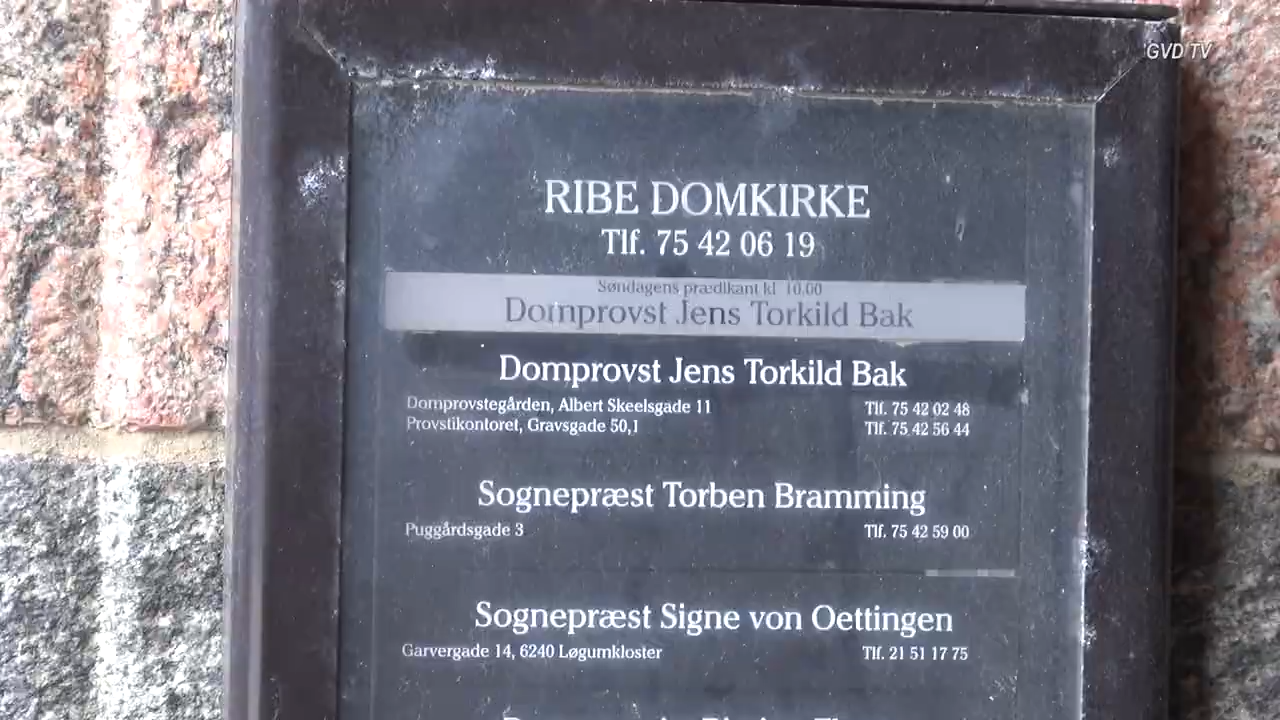 GVD TV
RIBE DOMKIRKE
Tlf. 75 42 06 19
Søndagens prædikant kl 10.00
Domprovst Jens Torkild Bak
Domprovst Jens Torkild Bak
Domprovstegården, Albert Skeelsgade 11 Tlf. 75 42 02 48
Provstikontoret, Gravsgade 50,1 Tlf. 75 42 56 44
Sognepræst Torben Bramming
Puggårdsgade 3 Tlf. 75 42 59 00
Sognepræst Signe von Oettingen
Garvergade 14, 6240 Løgumkloster Tlf. 21 51 17 75